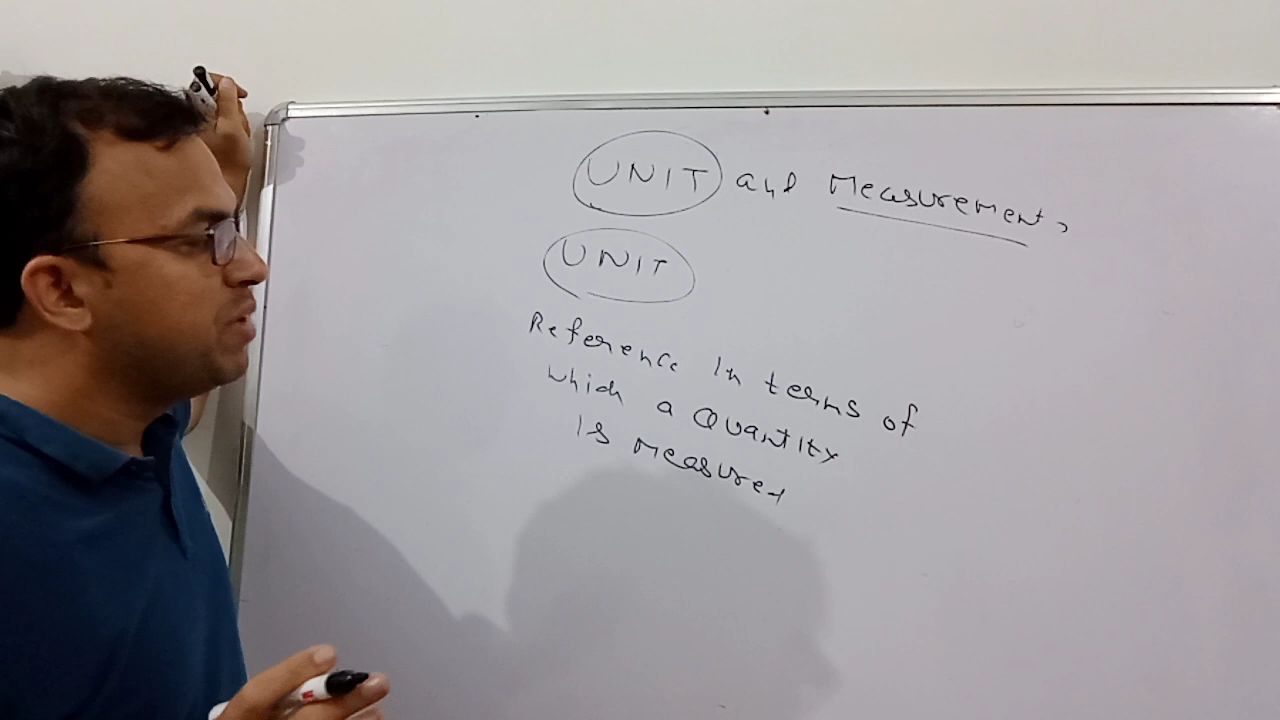 UNIT and Measurement,
UNIT
Reference In terms of
which a Quantity
Is measured